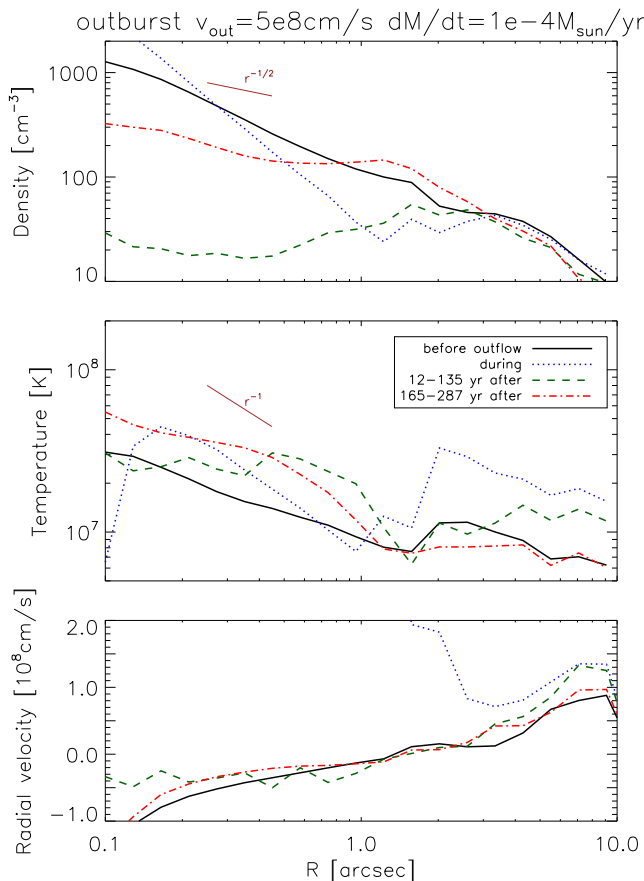 outburst v_out=5e8cm/s dM/dt=1e-4M_sun/yr
Density [cm^-3]
1000
100
10
r^-1/2
Temperature [K]
10^8
10^7
r^-1
before outflow
during
12-135 yr after
165-287 yr after
Radial velocity [10^8cm/s]
2.0
1.0
0.0
-1.0
0.1
1.0
10.0
R [arcsec]